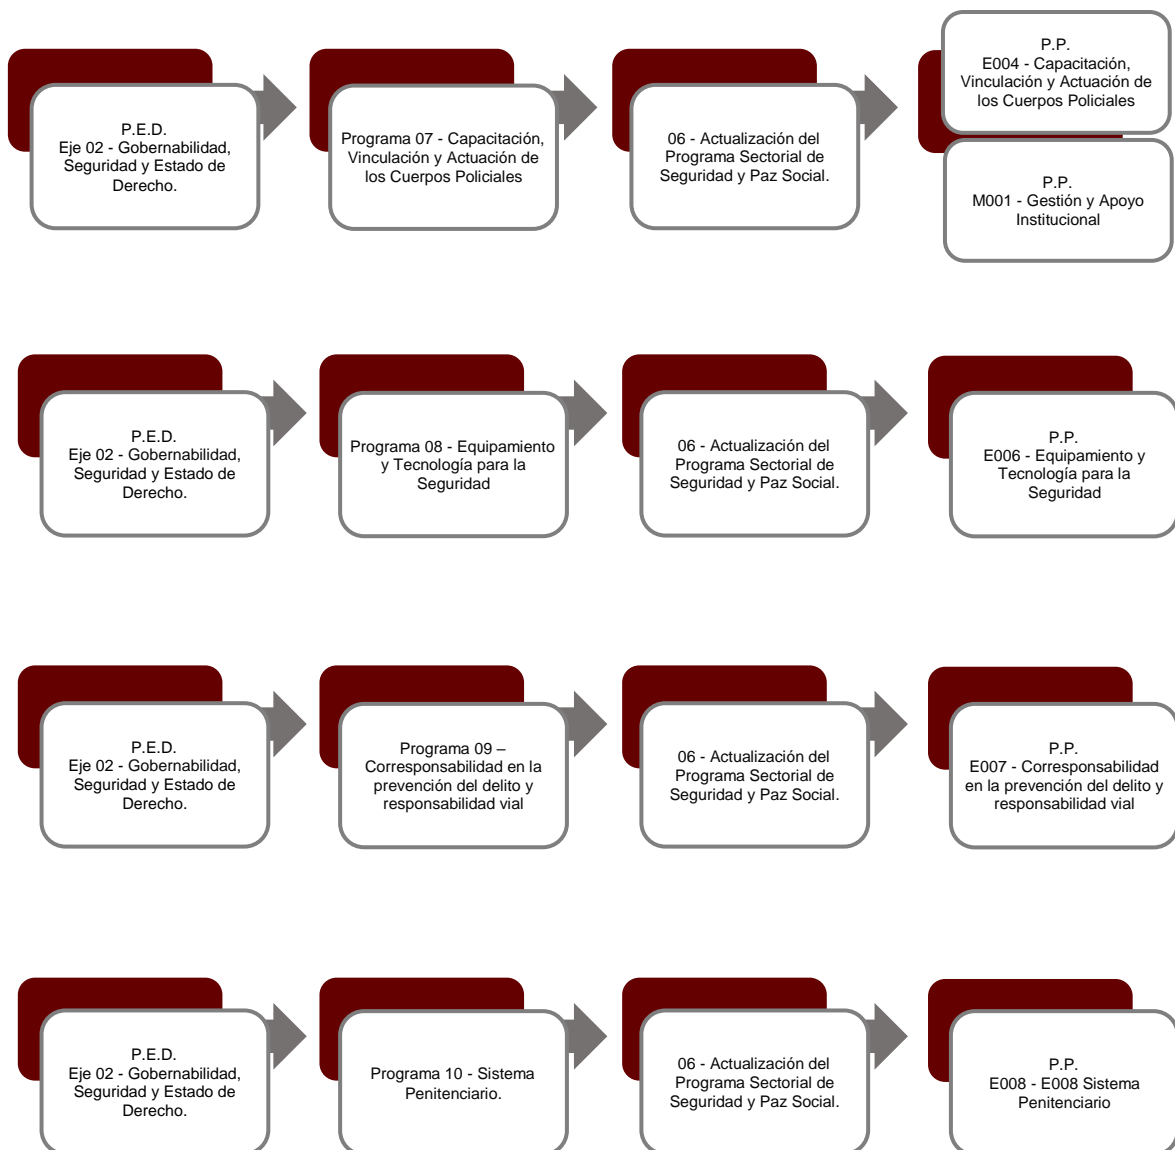 P.E.D.
Eje 02 - Gobernabilidad,
Seguridad y Estado de
Derecho.
Programa 07 - Capacitación,
Vinculación y Actuación de
los Cuerpos Policiales
06 - Actualización del
Programa Sectorial de
Seguridad y Paz Social.
P.P.
E004 - Capacitación,
Vinculación y Actuación de
los Cuerpos Policiales
P.P.
M001 - Gestión y Apoyo
Institucional
P.E.D.
Eje 02 - Gobernabilidad,
Seguridad y Estado de
Derecho.
Programa 08 - Equipamiento
y Tecnología para la
Seguridad
06 - Actualización del
Programa Sectorial de
Seguridad y Paz Social.
P.P.
E006 - Equipamiento y
Tecnología para la
Seguridad
P.E.D.
Eje 02 - Gobernabilidad,
Seguridad y Estado de
Derecho.
Programa 09 –
Corresponsabilidad en la
prevención del delito y
responsabilidad vial
06 - Actualización del
Programa Sectorial de
Seguridad y Paz Social.
P.P.
E007 - Corresponsabilidad
en la prevención del delito y
responsabilidad vial
P.E.D.
Eje 02 - Gobernabilidad,
Seguridad y Estado de
Derecho.
Programa 10 - Sistema
Penitenciario.
06 - Actualización del
Programa Sectorial de
Seguridad y Paz Social.
P.P.
E008 - E008 Sistema
Penitenciario